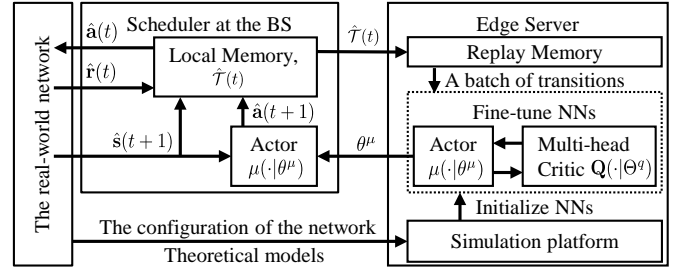 The real-world network
Scheduler at the BS
â(t)
r̂(t)
Local Memory,
𝒯̂(t)
â(t+1)
ŝ(t+1)
Actor
μ(·|θ^μ)
𝒯̂(t)
θ^μ
Edge Server
Replay Memory
A batch of transitions
Fine-tune NNs
Actor
μ(·|θ^μ)
Multi-head
Critic Q(·|Θ^q)
Initialize NNs
Simulation platform
The configuration of the network
Theoretical models